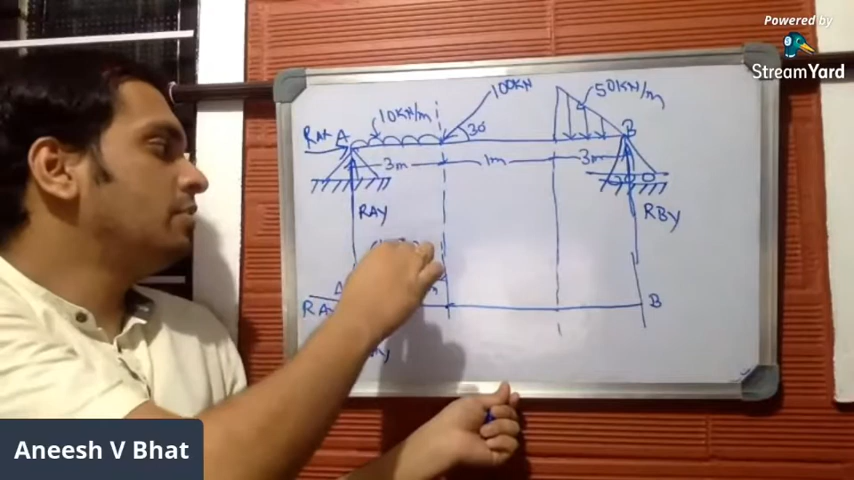 Powered by
StreamYard
10KN/m
100KN
50KN/m
RAX A
30
B
3m
1m
3m
RAY
RBY
B
Aneesh V Bhat